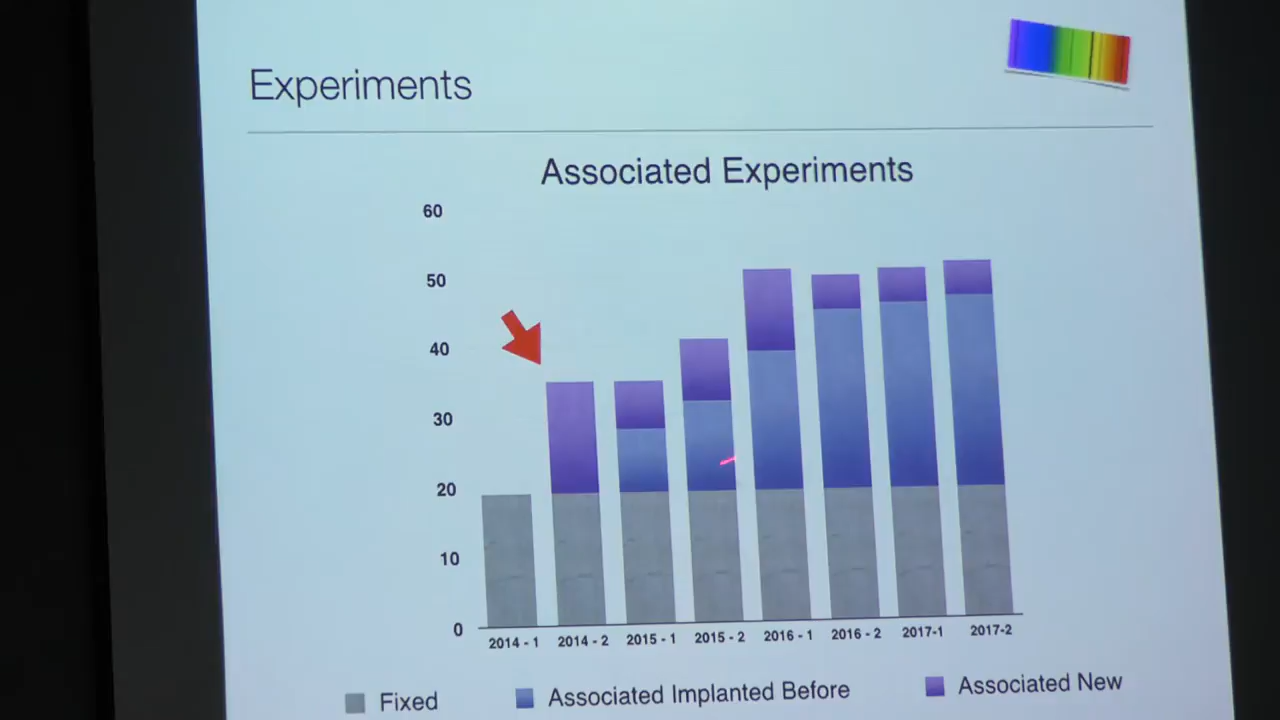 Experiments
Associated Experiments
60
50
40
30
20
10
0
2014 - 1 2014 - 2 2015 - 1 2015 - 2 2016 - 1 2016 - 2 2017-1 2017-2
Fixed Associated Implanted Before Associated New